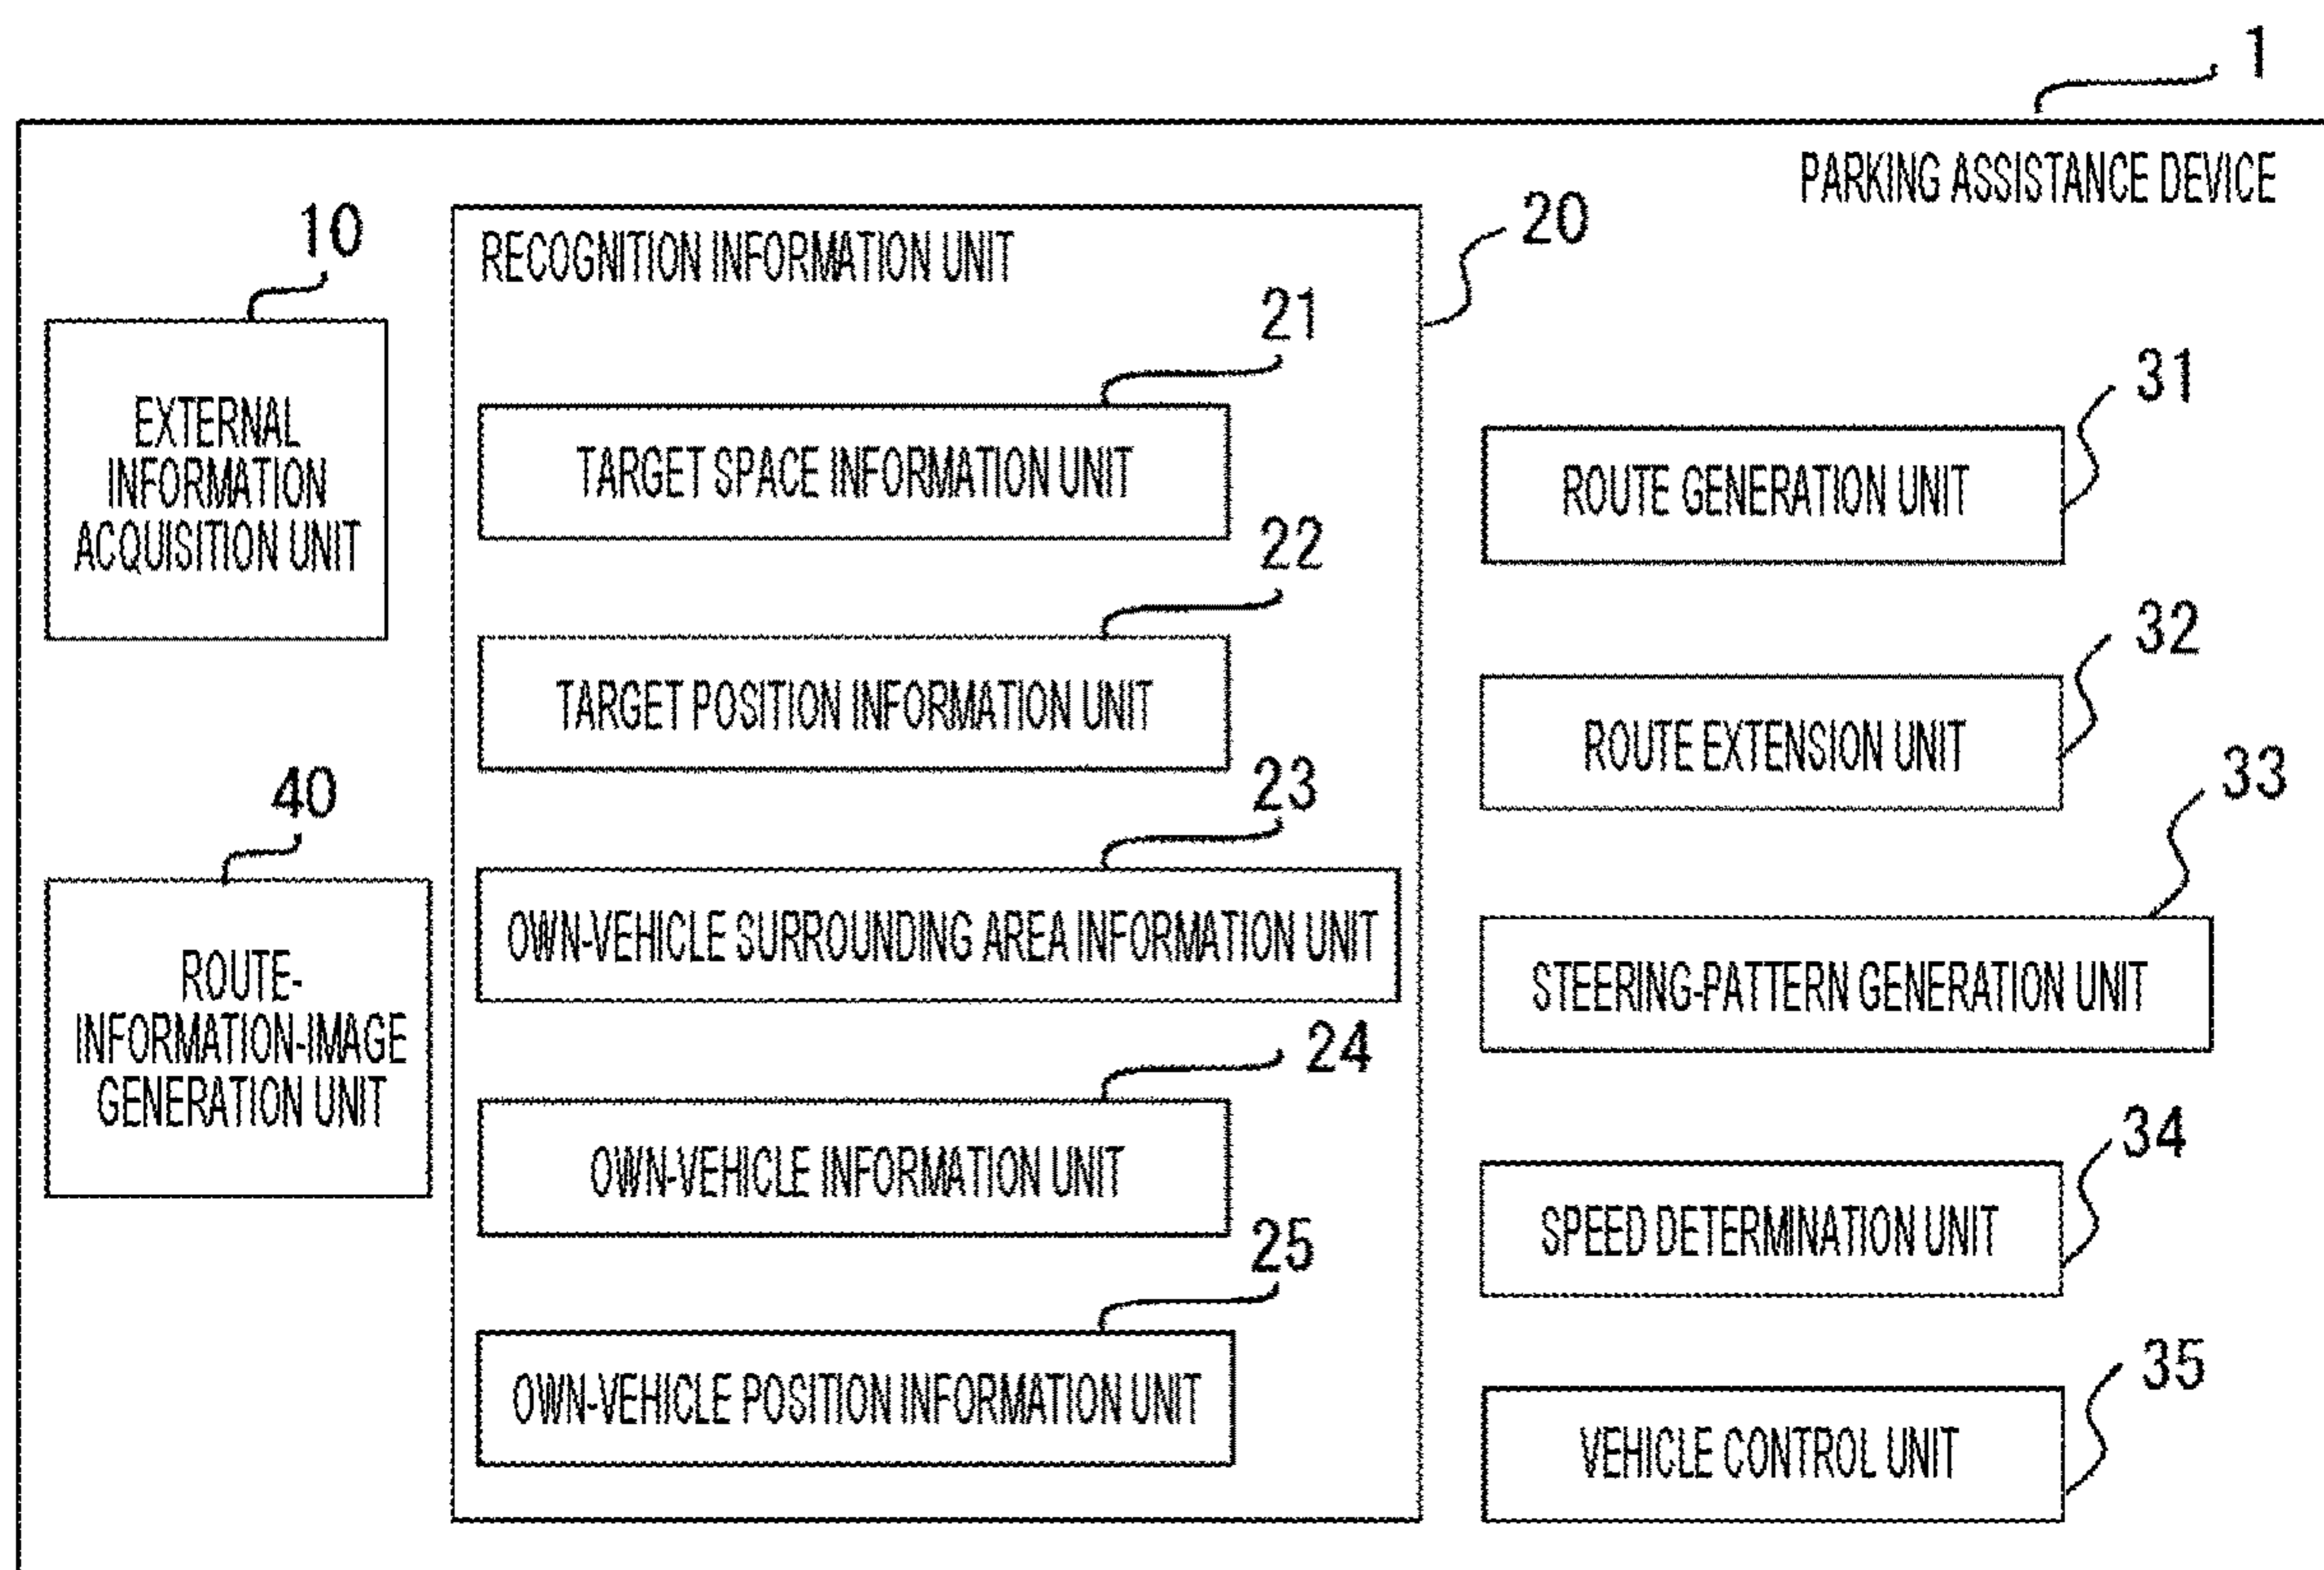 1
PARKING ASSISTANCE DEVICE
10
EXTERNAL
INFORMATION
ACQUISITION UNIT
40
ROUTE-
INFORMATION-IMAGE
GENERATION UNIT
20
RECOGNITION INFORMATION UNIT
21
TARGET SPACE INFORMATION UNIT
22
TARGET POSITION INFORMATION UNIT
23
OWN-VEHICLE SURROUNDING AREA INFORMATION UNIT
24
OWN-VEHICLE INFORMATION UNIT
25
OWN-VEHICLE POSITION INFORMATION UNIT
31
ROUTE GENERATION UNIT
32
ROUTE EXTENSION UNIT
33
STEERING-PATTERN GENERATION UNIT
34
SPEED DETERMINATION UNIT
35
VEHICLE CONTROL UNIT